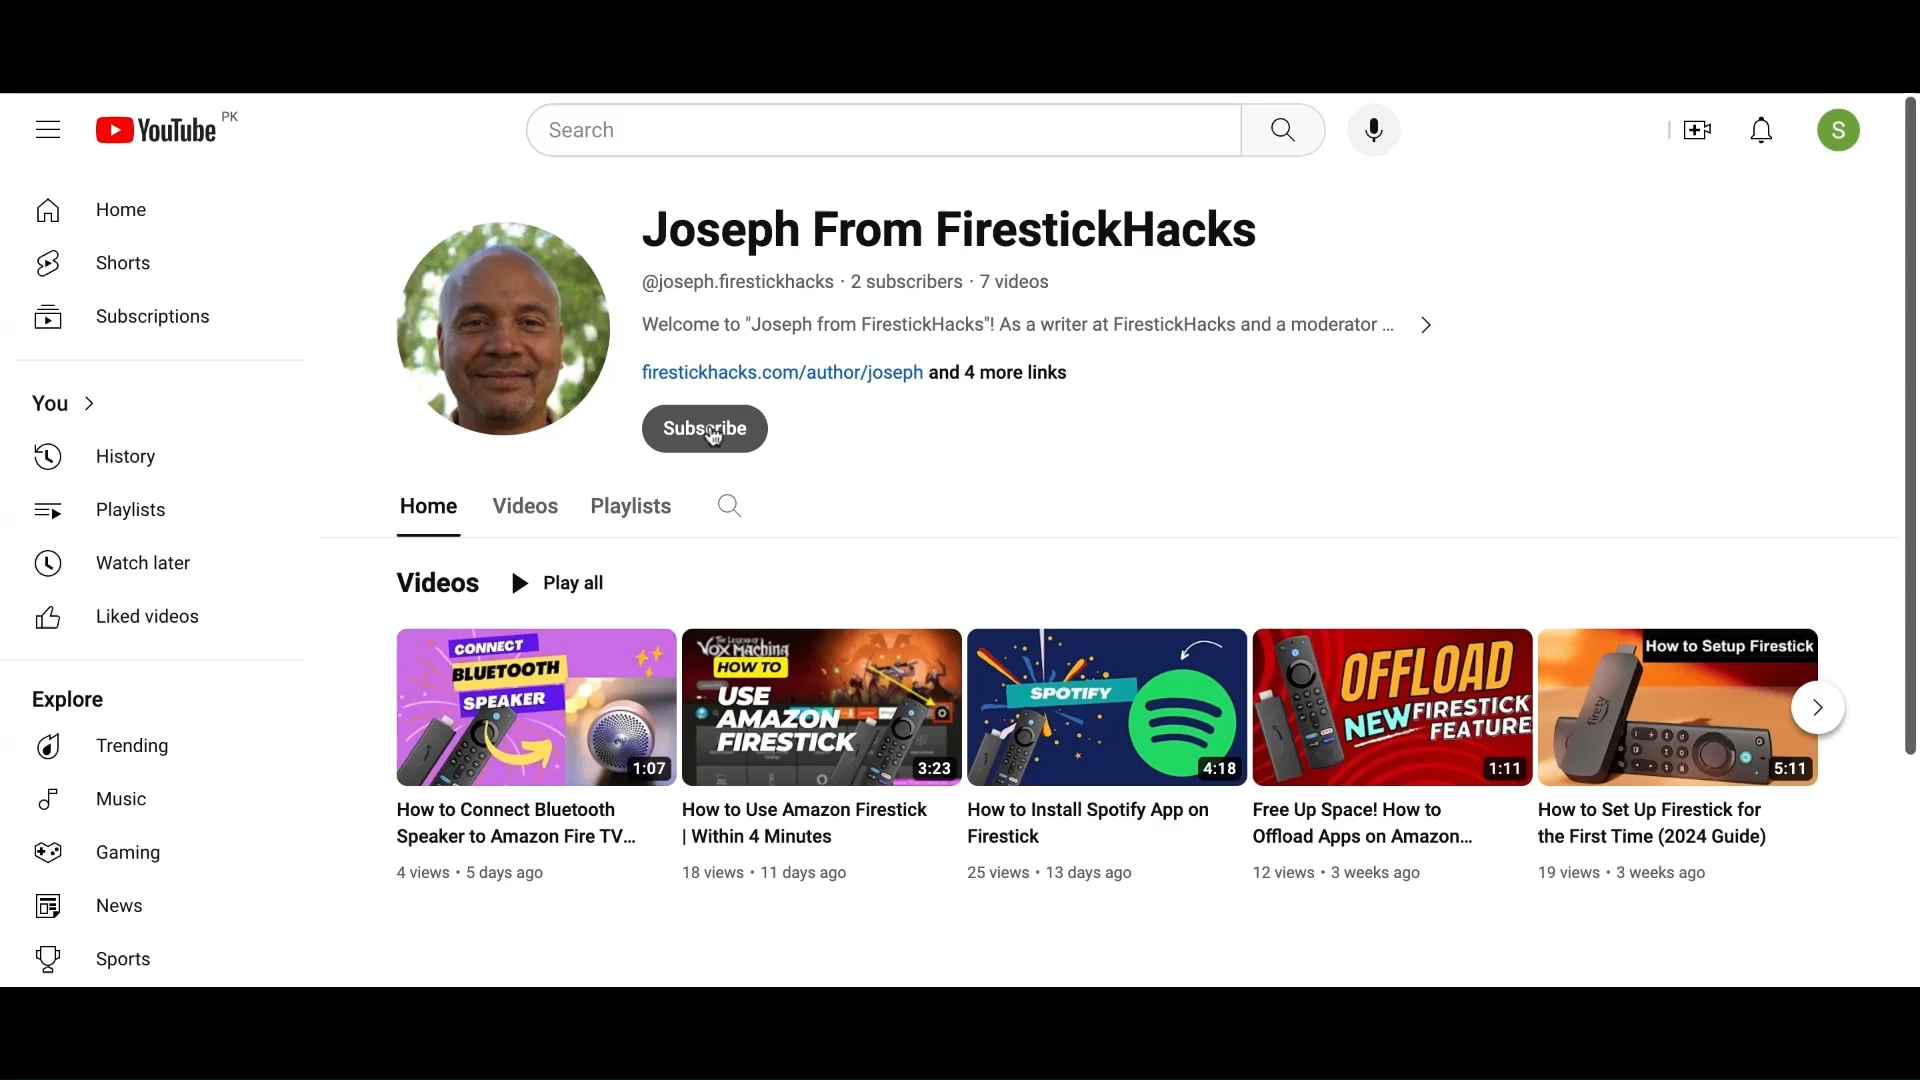 YouTube PK
Search
S
Home
Shorts
Subscriptions
You
History
Playlists
Watch later
Liked videos
Explore
Trending
Music
Gaming
News
Sports
Joseph From FirestickHacks
@joseph.firestickhacks · 2 subscribers · 7 videos
Welcome to "Joseph from FirestickHacks"! As a writer at FirestickHacks and a moderator ...
firestickhacks.com/author/joseph and 4 more links
Subscribe
Home Videos Playlists
Videos Play all
CONNECT
BLUETOOTH
SPEAKER
1:07
How to Connect Bluetooth
Speaker to Amazon Fire TV...
4 views • 5 days ago
THE LEGEND OF
VOX MACHINA
HOW TO
USE
AMAZON
FIRESTICK
3:23
How to Use Amazon Firestick
| Within 4 Minutes
18 views • 11 days ago
SPOTIFY
4:18
How to Install Spotify App on
Firestick
25 views • 13 days ago
OFFLOAD
NEW FIRESTICK
FEATURE
1:11
Free Up Space! How to
Offload Apps on Amazon...
12 views • 3 weeks ago
How to Setup Firestick
firetv
5:11
How to Set Up Firestick for
the First Time (2024 Guide)
19 views • 3 weeks ago